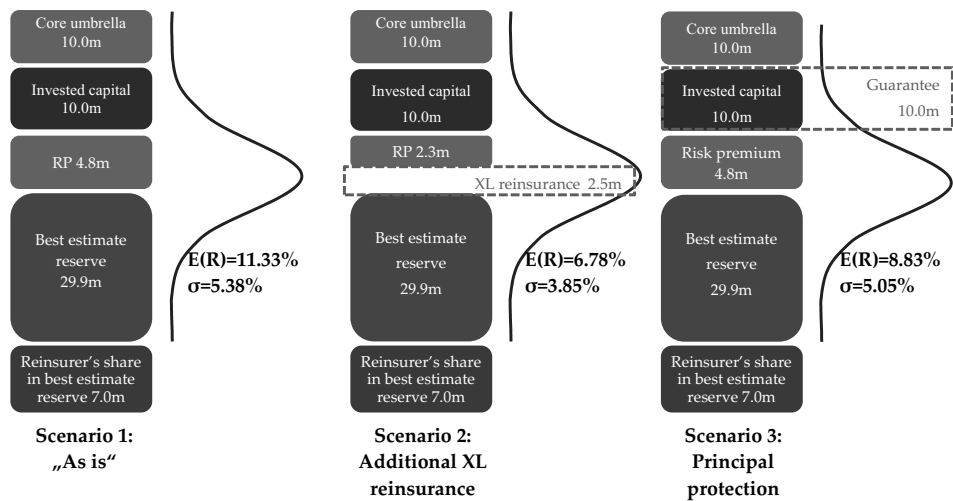 Core umbrella
10.0m
Invested capital
10.0m
RP 4.8m
Best estimate
reserve
29.9m
E(R)=11.33%
σ=5.38%
Reinsurer's share
in best estimate
reserve 7.0m
Scenario 1:
„As is“
Core umbrella
10.0m
Invested capital
10.0m
RP 2.3m
XL reinsurance 2.5m
Best estimate
reserve
29.9m
E(R)=6.78%
σ=3.85%
Reinsurer's share
in best estimate
reserve 7.0m
Scenario 2:
Additional XL
reinsurance
Core umbrella
10.0m
Invested capital
10.0m
Guarantee
10.0m
Risk premium
4.8m
Best estimate
reserve
29.9m
E(R)=8.83%
σ=5.05%
Reinsurer's share
in best estimate
reserve 7.0m
Scenario 3:
Principal
protection